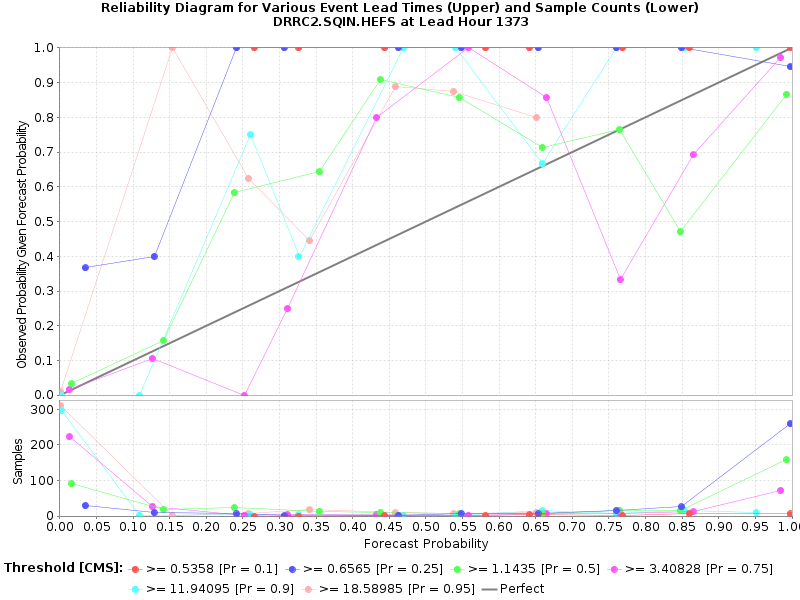 Reliability Diagram for Various Event Lead Times (Upper) and Sample Counts (Lower)
DRRC2.SQIN.HEFS at Lead Hour 1373
Observed Probability Given Forecast Probability
1.0
0.9
0.8
0.7
0.6
0.5
0.4
0.3
0.2
0.1
0.0
Samples
300
200
100
0
0.00 0.05 0.10 0.15 0.20 0.25 0.30 0.35 0.40 0.45 0.50 0.55 0.60 0.65 0.70 0.75 0.80 0.85 0.90 0.95 1.0
Forecast Probability
Threshold [CMS]: >= 0.5358 [Pr = 0.1] >= 0.6565 [Pr = 0.25] >= 1.1435 [Pr = 0.5] >= 3.40828 [Pr = 0.75]
>= 11.94095 [Pr = 0.9] >= 18.58985 [Pr = 0.95] Perfect